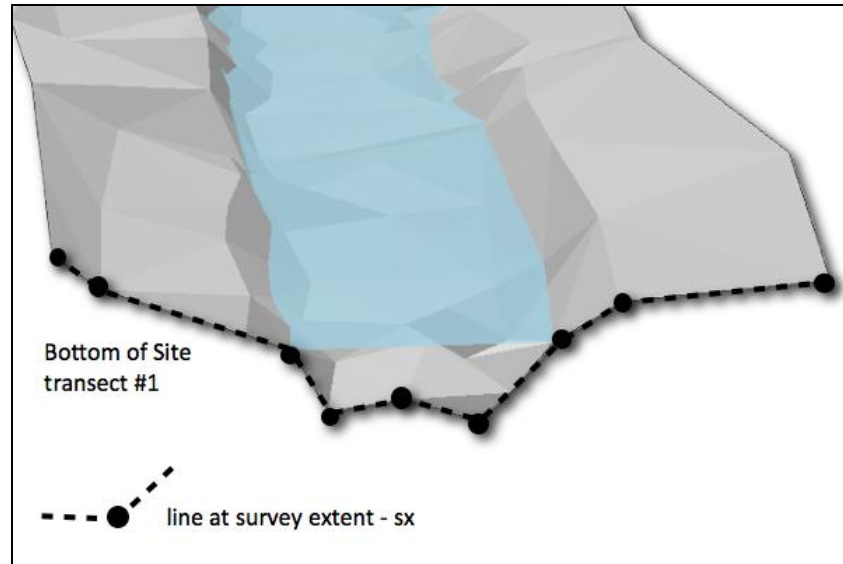 Bottom of Site
transect #1
line at survey extent - sx